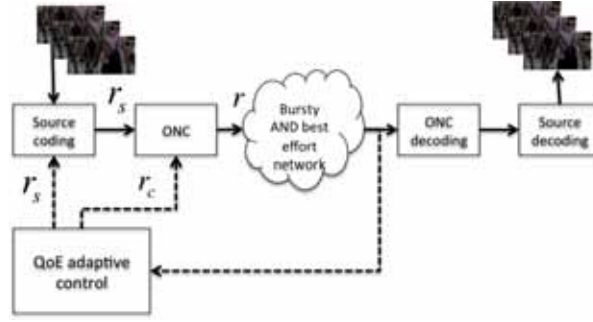 Source
coding
r_s
ONC
r
Bursty
AND best
effort
network
ONC
decoding
Source
decoding
r_s
r_c
QoE adaptive
control